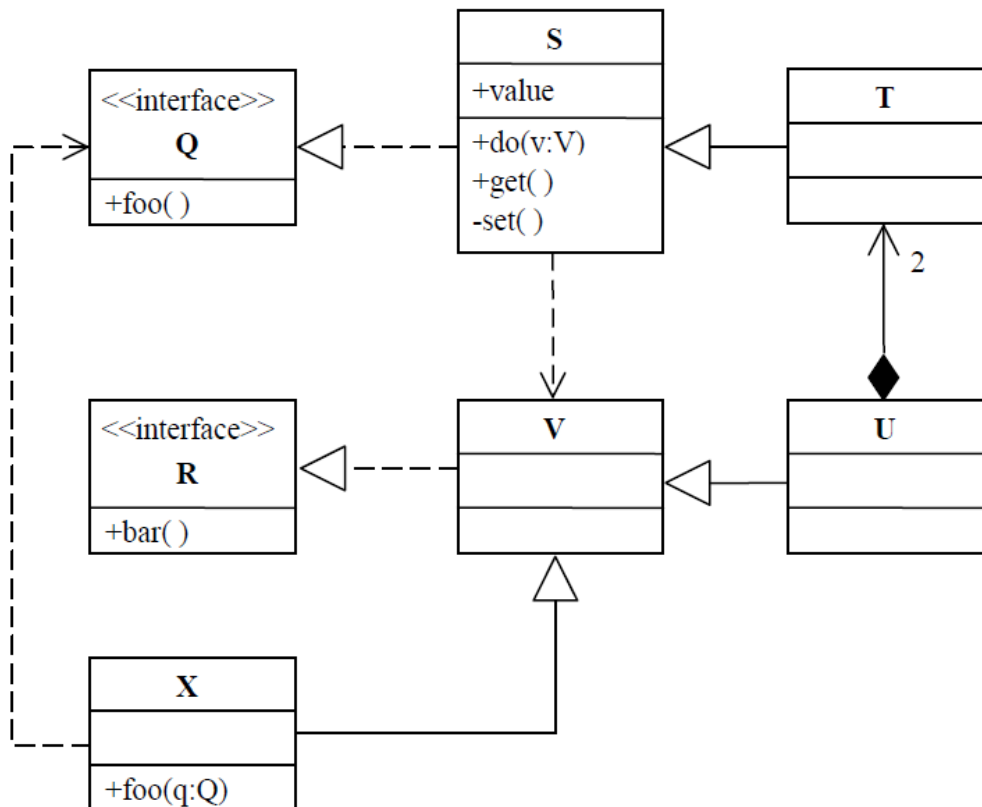 S
+value
+do(v:V)
+get( )
-set( )
<<interface>>
Q
+foo( )
T
2
<<interface>>
R
+bar( )
V
U
X
+foo(q:Q)